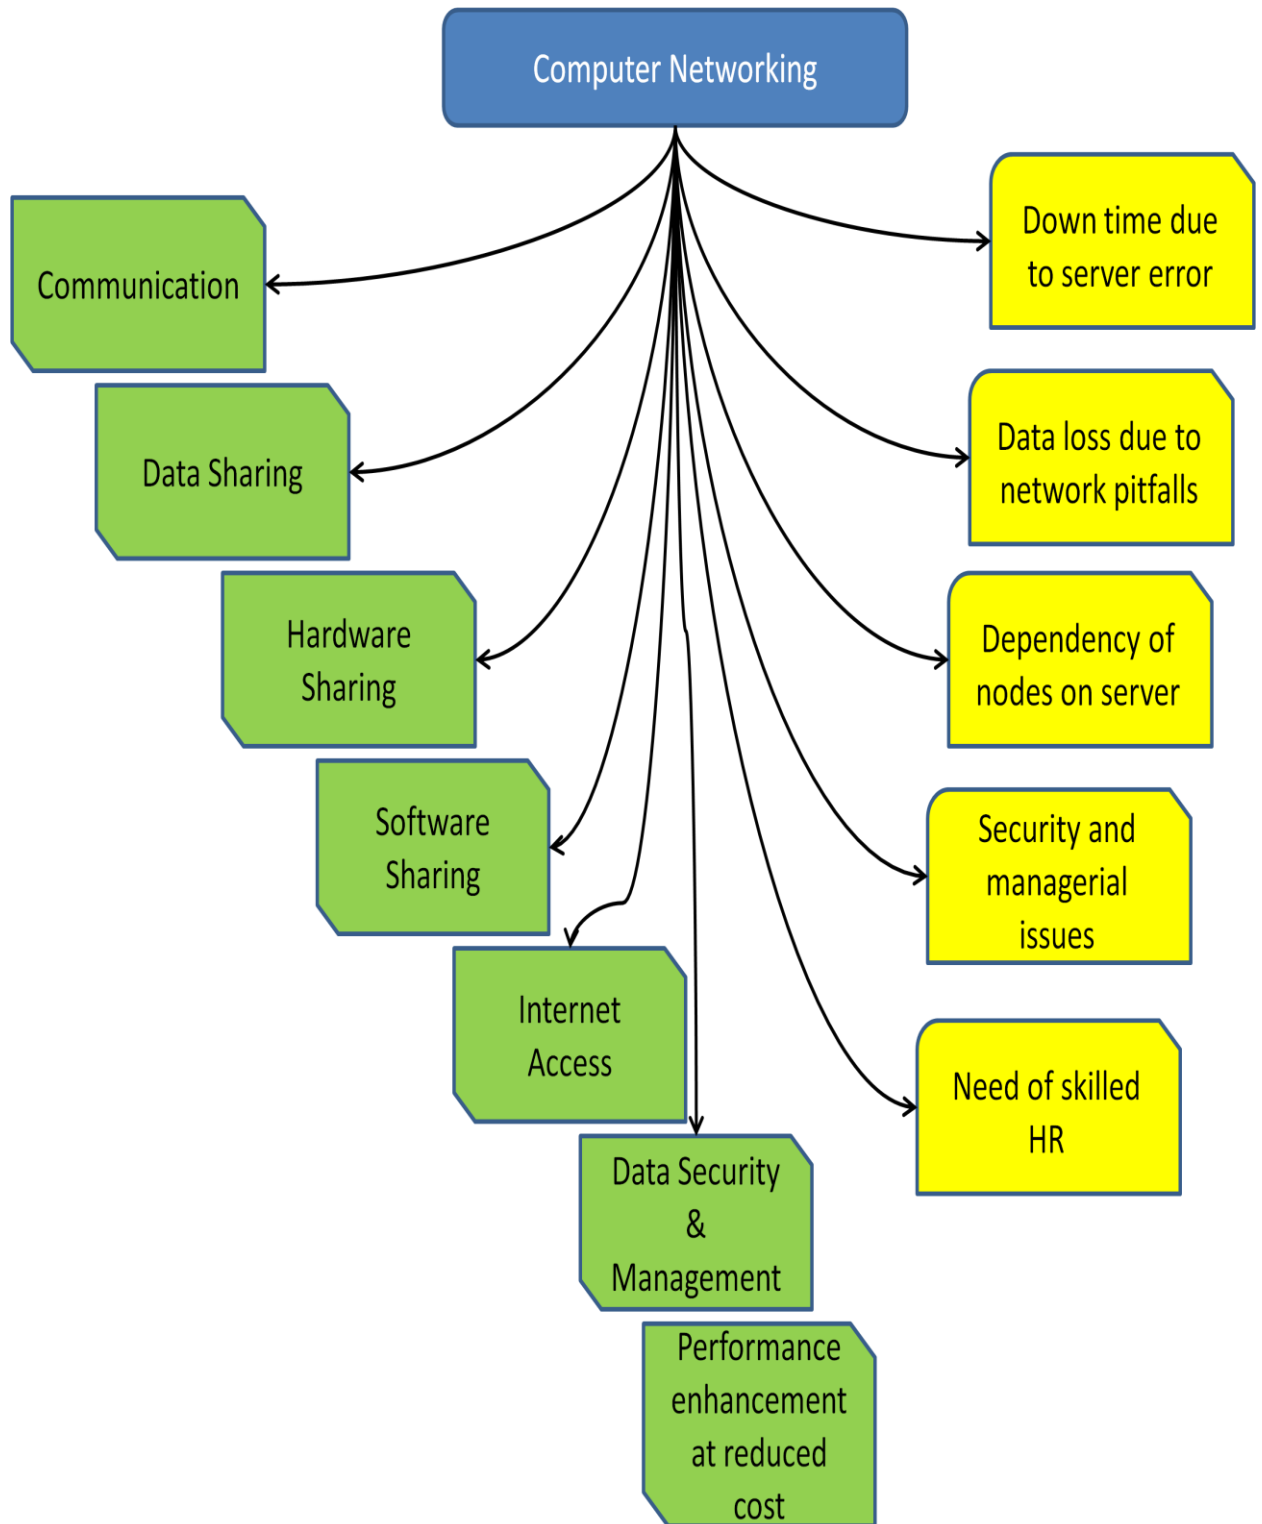 Computer Networking
Communication
Data Sharing
Hardware
Sharing
Software
Sharing
Internet
Access
Data Security
&
Management
Performance
enhancement
at reduced
cost
Down time due
to server error
Data loss due to
network pitfalls
Dependency of
nodes on server
Security and
managerial
issues
Need of skilled
HR